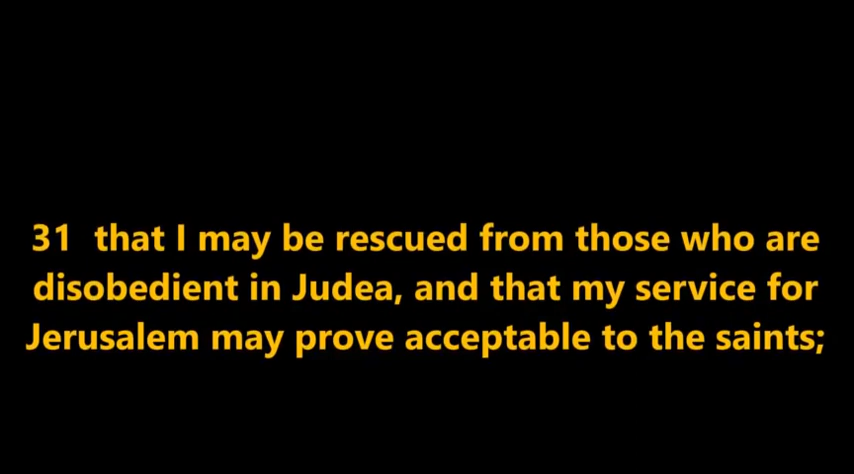 31 that I may be rescued from those who are
disobedient in Judea, and that my service for
Jerusalem may prove acceptable to the saints;